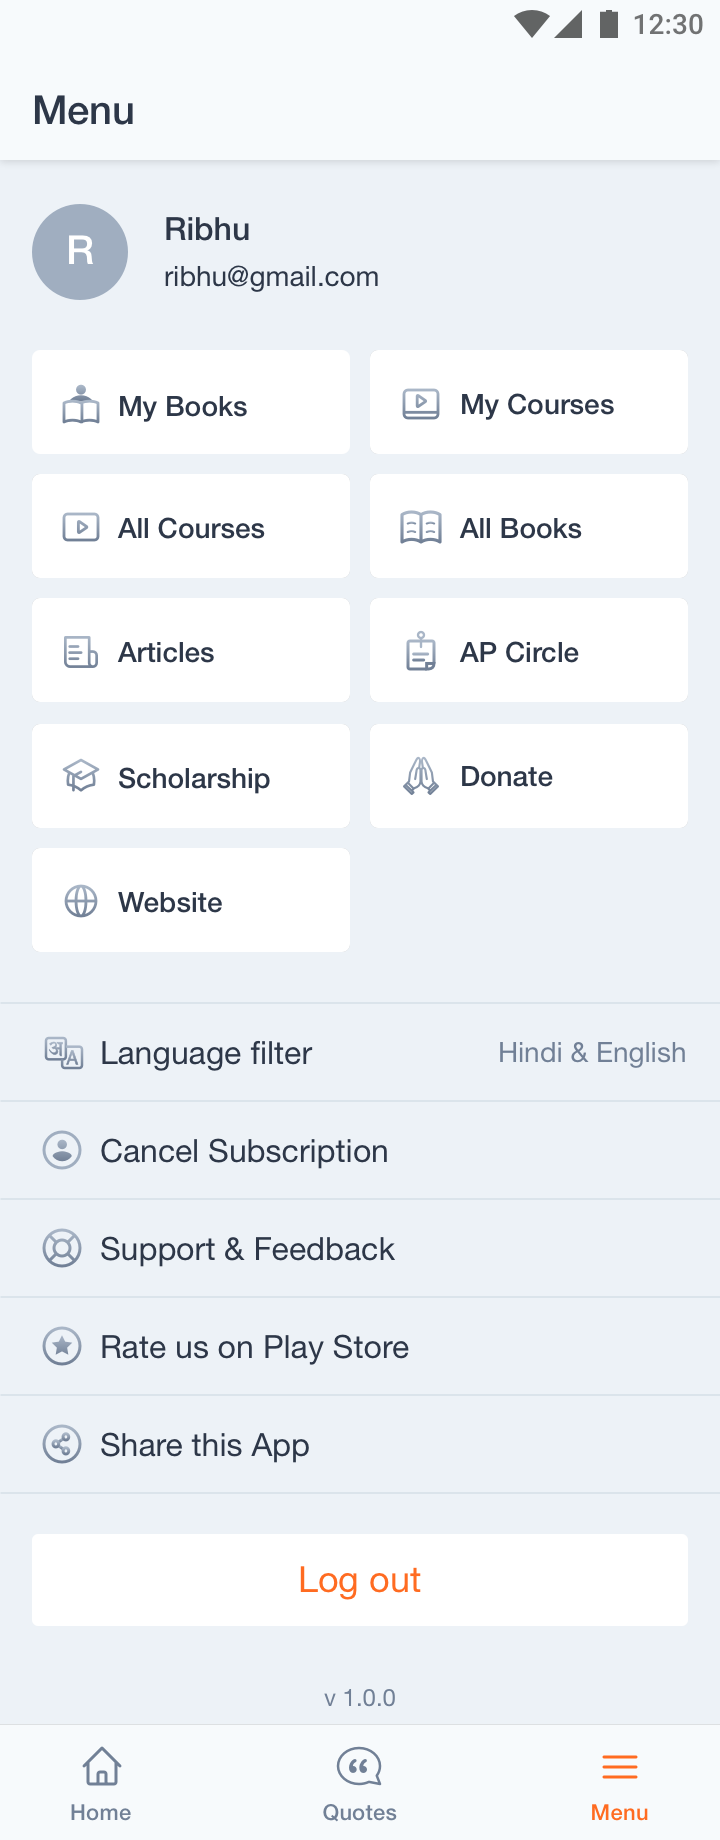 12:30
Menu
R
Ribhu
ribhu@gmail.com
My Books
My Courses
All Courses
All Books
Articles
AP Circle
Scholarship
Donate
Website
अ A
Language filter
Hindi & English
Cancel Subscription
Support & Feedback
Rate us on Play Store
Share this App
Log out
v 1.0.0
Home
Quotes
Menu